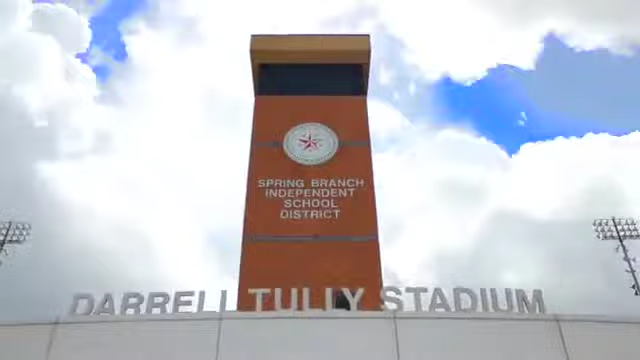 SPRING BRANCH
INDEPENDENT
SCHOOL
DISTRICT
DARRELL TULLY STADIUM